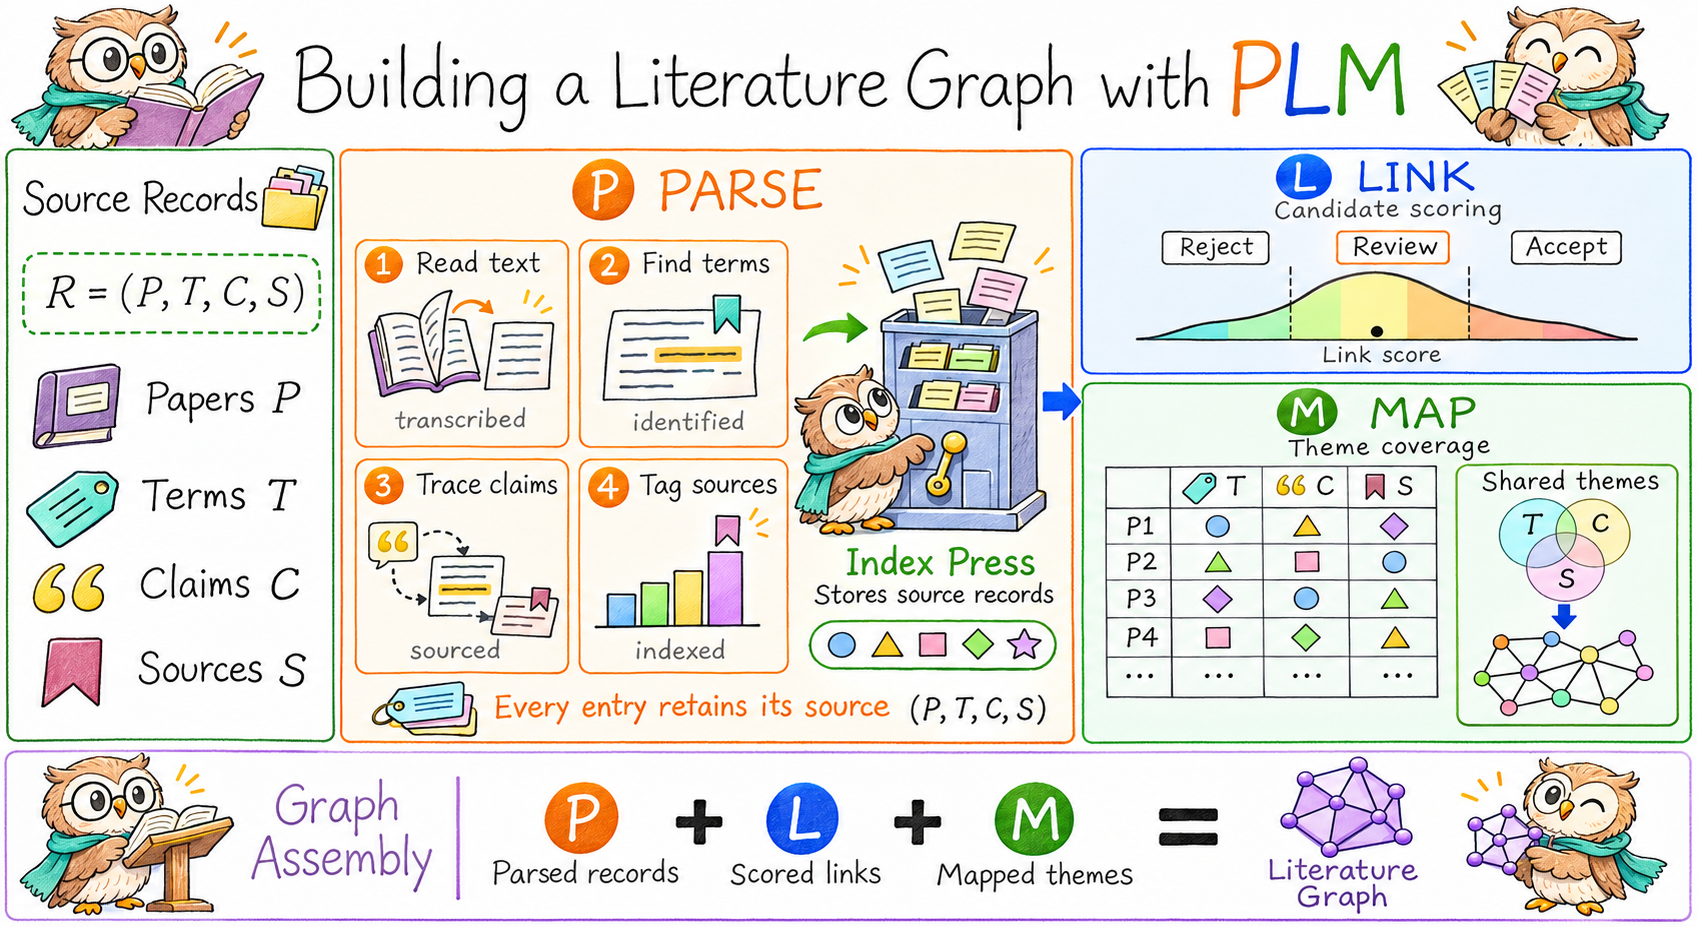 Building a Literature Graph with PLM
Source Records
R = (P, T, C, S)
Papers P
Terms T
Claims C
Sources S
P PARSE
1 Read text
transcribed
2 Find terms
identified
3 Trace claims
sourced
4 Tag sources
indexed
Index Press
Stores source records
Every entry retains its source (P, T, C, S)
L LINK
Candidate scoring
Reject Review Accept
Link score
M MAP
Theme coverage
T C S
P1
P2
P3
P4
... ... ... ...
Shared themes
T C
S
Graph
Assembly
P + L + M =
Parsed records Scored links Mapped themes
Literature
Graph